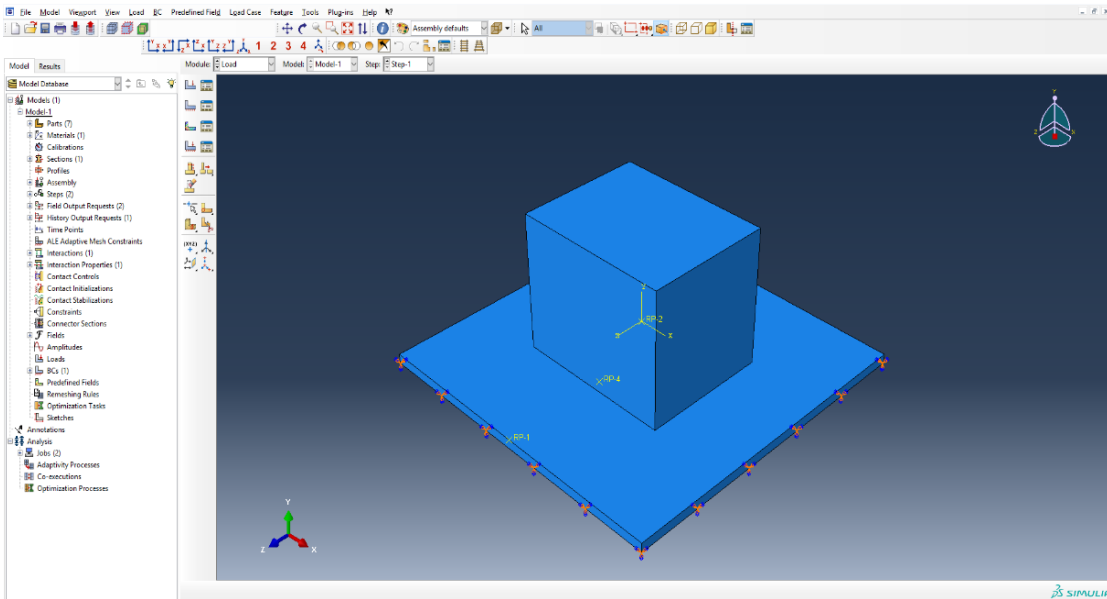 File Model Viewport View Load BC Predefined Field Load Case Feature Tools Plug-ins Help
Assembly defaults All
1 2 3 4
Model Results Module: Load Model: Model-1 Step: Step-1
Model Database
Models (1)
Model-1
Parts (7)
Materials (1)
Calibrations
Sections (1)
Profiles
Assembly
Steps (2)
Field Output Requests (2)
History Output Requests (1)
Time Points
ALE Adaptive Mesh Constraints
Interactions (1)
Interaction Properties (1)
Contact Controls
Contact Initializations
Contact Stabilizations
Constraints
Connector Sections
Fields
Amplitudes
Loads
BCs (1)
Predefined Fields
Remeshing Rules
Optimization Tasks
Sketches
Annotations
Analysis
Jobs (2)
Adaptivity Processes
Co-executions
Optimization Processes
(XYZ)
Y
Z X
Y
RP-2
Z X
RP-4
RP-1
Y
Z X
SIMULIA